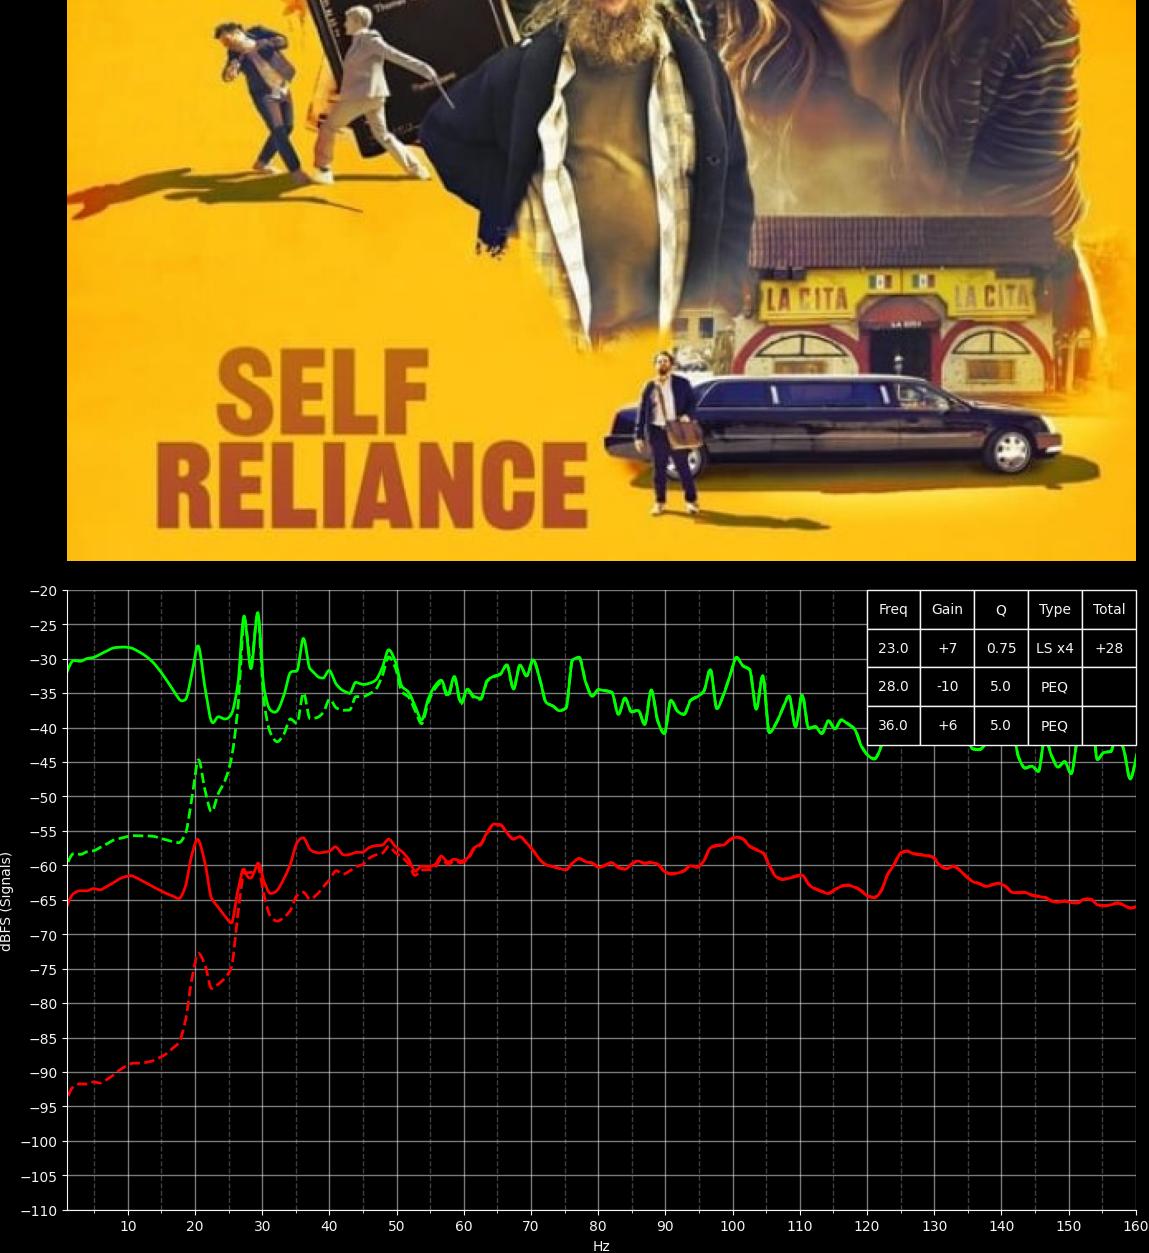 LA CITA
LA CITA
LA CITA
SELF
RELIANCE
Freq Gain Q Type Total
23.0 +7 0.75 LS x4 +28
28.0 -10 5.0 PEQ
36.0 +6 5.0 PEQ
−20
−25
−30
−35
−40
−45
−50
−55
−60
−65
−70
−75
−80
−85
−90
−95
−100
−105
−110
dBFS (Signals)
10 20 30 40 50 60 70 80 90 100 110 120 130 140 150 160
Hz